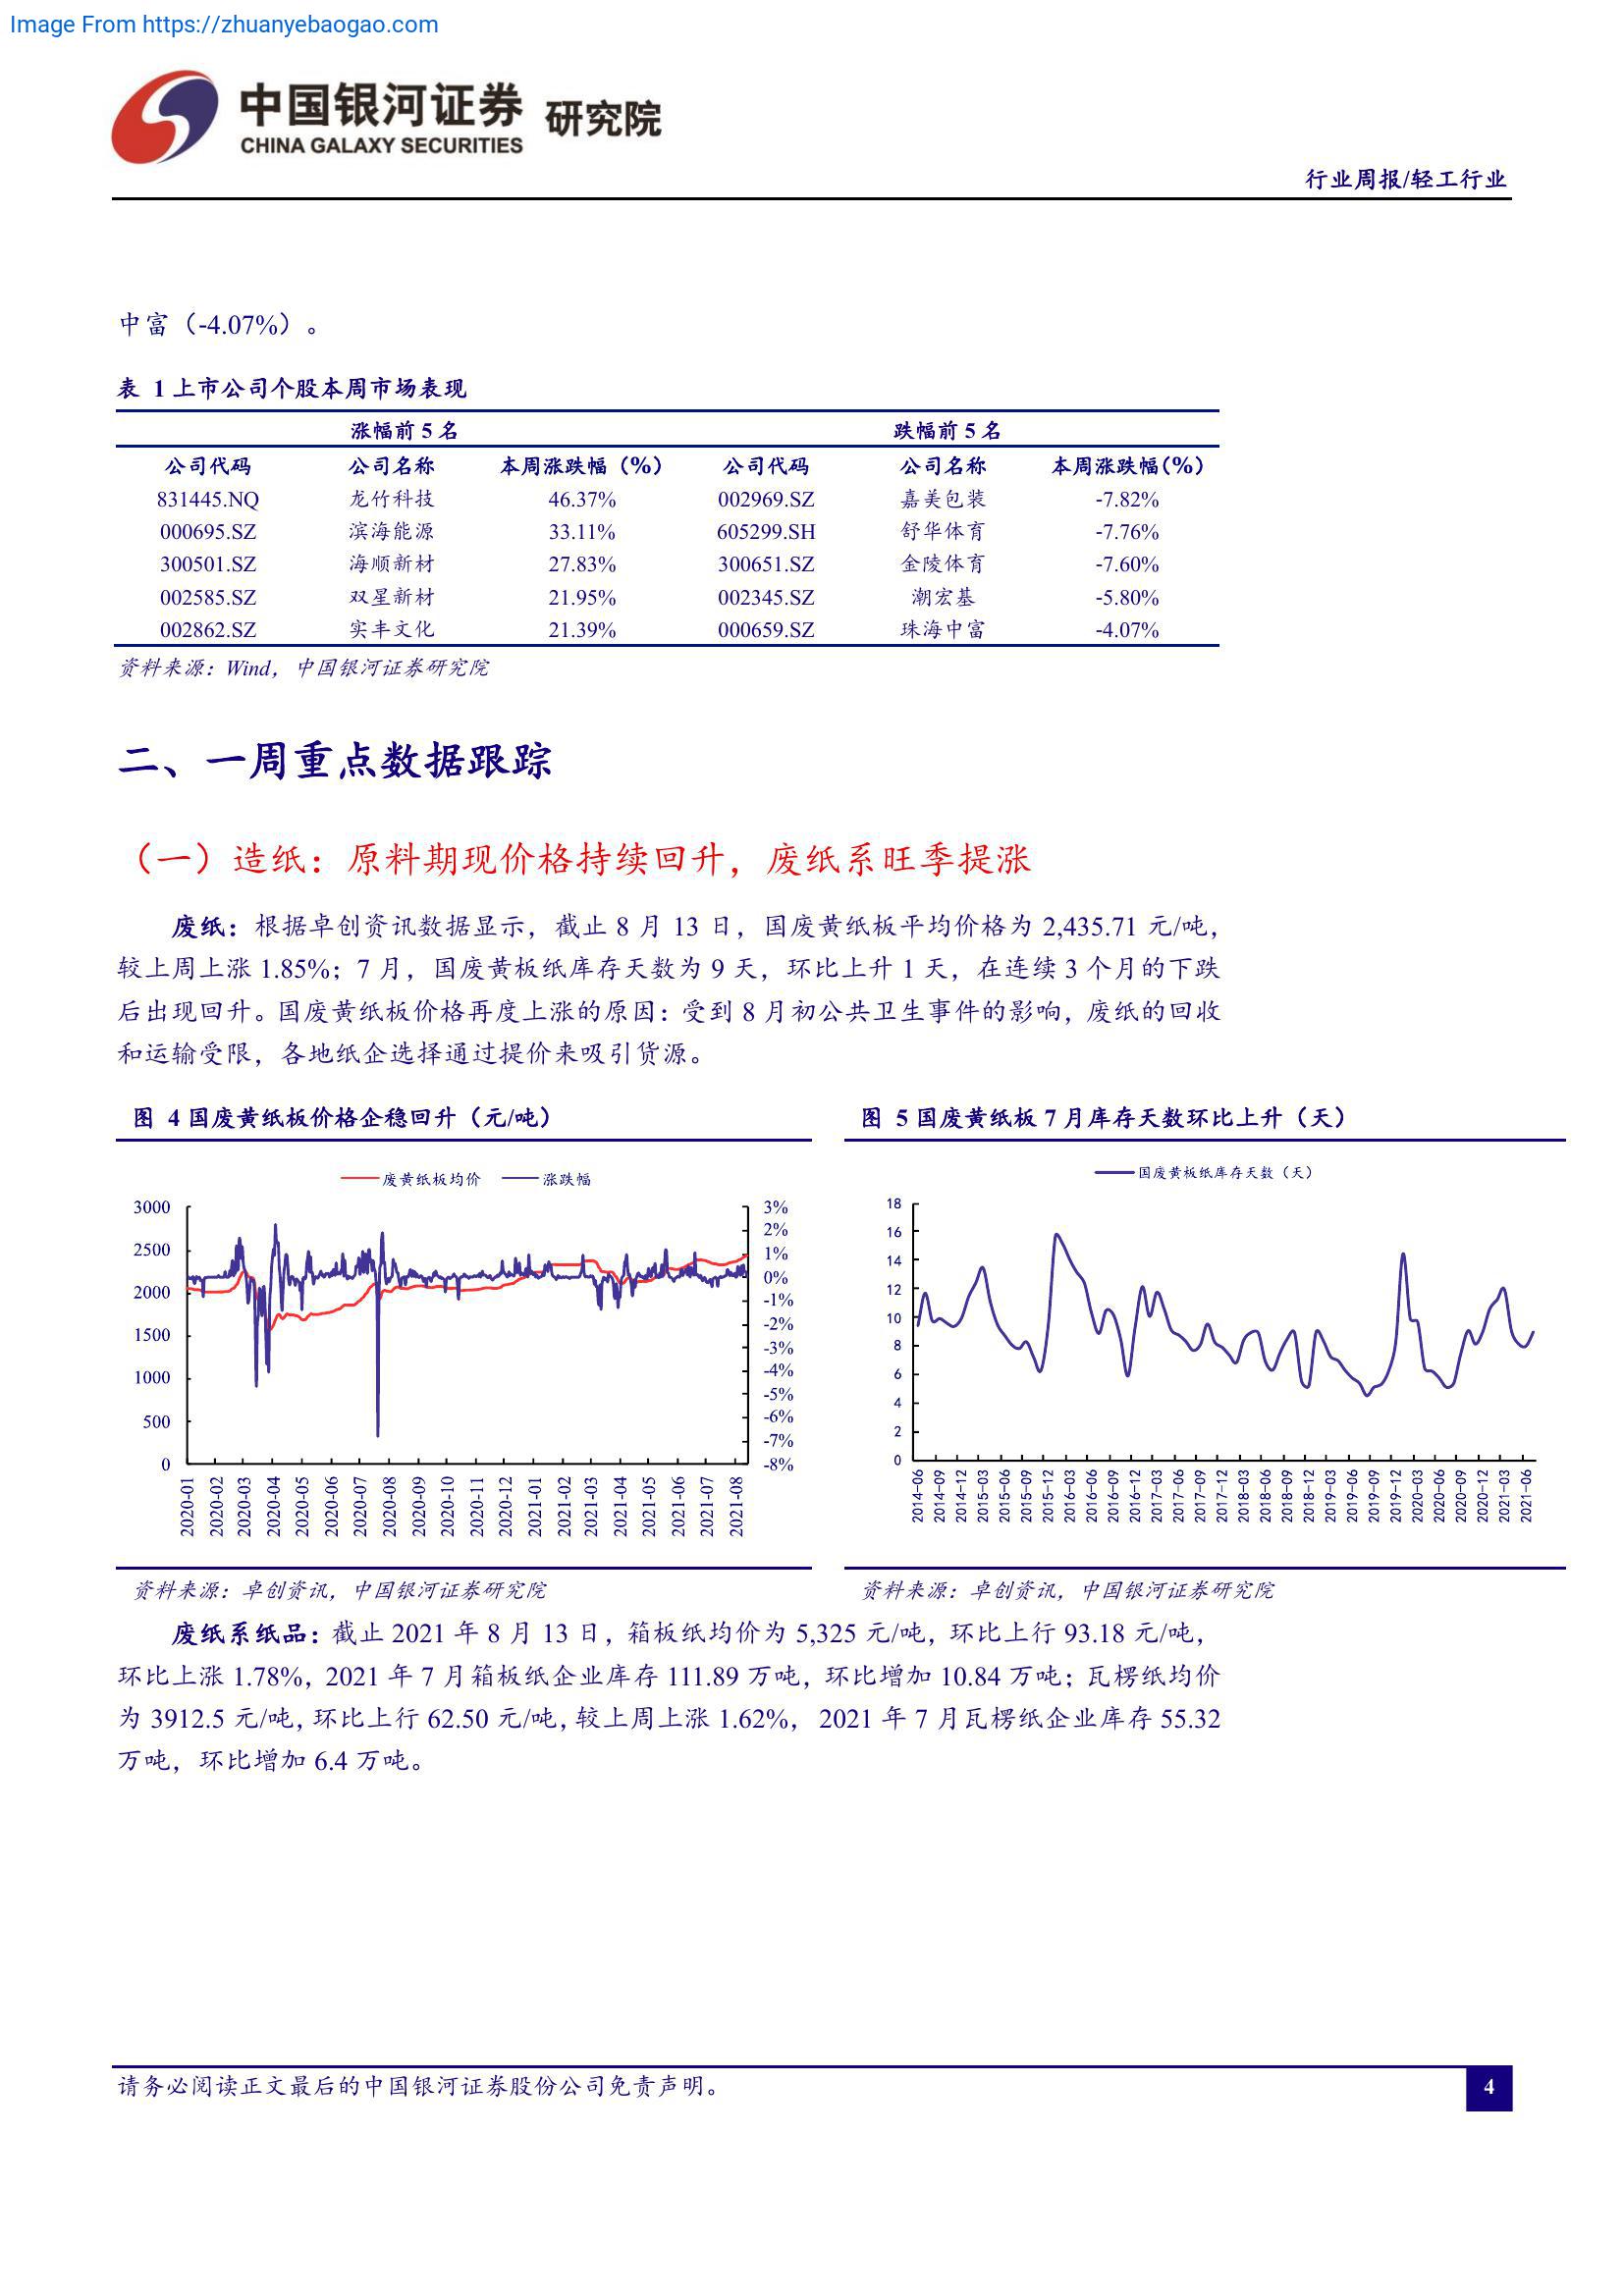 Image From https://zhuanyebaogao.com
中国银河证券 研究院
CHINA GALAXY SECURITIES
行业周报/轻工行业
中富（-4.07%）。
表 1 上市公司个股本周市场表现
涨幅前 5 名 跌幅前 5 名
公司代码 公司名称 本周涨跌幅（%） 公司代码 公司名称 本周涨跌幅（%）
831445.NQ 龙竹科技 46.37% 002969.SZ 嘉美包装 -7.82%
000695.SZ 滨海能源 33.11% 605299.SH 舒华体育 -7.76%
300501.SZ 海顺新材 27.83% 300651.SZ 金陵体育 -7.60%
002585.SZ 双星新材 21.95% 002345.SZ 潮宏基 -5.80%
002862.SZ 实丰文化 21.39% 000659.SZ 珠海中富 -4.07%
资料来源：Wind，中国银河证券研究院
二、一周重点数据跟踪
（一）造纸：原料期现价格持续回升，废纸系旺季提涨
废纸：根据卓创资讯数据显示，截止 8 月 13 日，国废黄纸板平均价格为 2,435.71 元/吨，
较上周上涨 1.85%；7 月，国废黄板纸库存天数为 9 天，环比上升 1 天，在连续 3 个月的下跌
后出现回升。国废黄纸板价格再度上涨的原因：受到 8 月初公共卫生事件的影响，废纸的回收
和运输受限，各地纸企选择通过提价来吸引货源。
图 4 国废黄纸板价格企稳回升（元/吨）
废黄纸板均价 涨跌幅
3000
2500
2000
1500
1000
500
0
3%
2%
1%
0%
-1%
-2%
-3%
-4%
-5%
-6%
-7%
-8%
2020-01
2020-02
2020-03
2020-04
2020-05
2020-06
2020-07
2020-08
2020-09
2020-10
2020-11
2020-12
2021-01
2021-02
2021-03
2021-04
2021-05
2021-06
2021-07
2021-08
资料来源：卓创资讯，中国银河证券研究院
图 5 国废黄纸板 7 月库存天数环比上升（天）
国废黄板纸库存天数（天）
18
16
14
12
10
8
6
4
2
0
2014-06
2014-09
2014-12
2015-03
2015-06
2015-09
2015-12
2016-03
2016-06
2016-09
2016-12
2017-03
2017-06
2017-09
2017-12
2018-03
2018-06
2018-09
2018-12
2019-03
2019-06
2019-09
2019-12
2020-03
2020-06
2020-09
2020-12
2021-03
2021-06
资料来源：卓创资讯，中国银河证券研究院
废纸系纸品：截止 2021 年 8 月 13 日，箱板纸均价为 5,325 元/吨，环比上行 93.18 元/吨，
环比上涨 1.78%，2021 年 7 月箱板纸企业库存 111.89 万吨，环比增加 10.84 万吨；瓦楞纸均价
为 3912.5 元/吨，环比上行 62.50 元/吨，较上周上涨 1.62%，2021 年 7 月瓦楞纸企业库存 55.32
万吨，环比增加 6.4 万吨。
请务必阅读正文最后的中国银河证券股份公司免责声明。
4